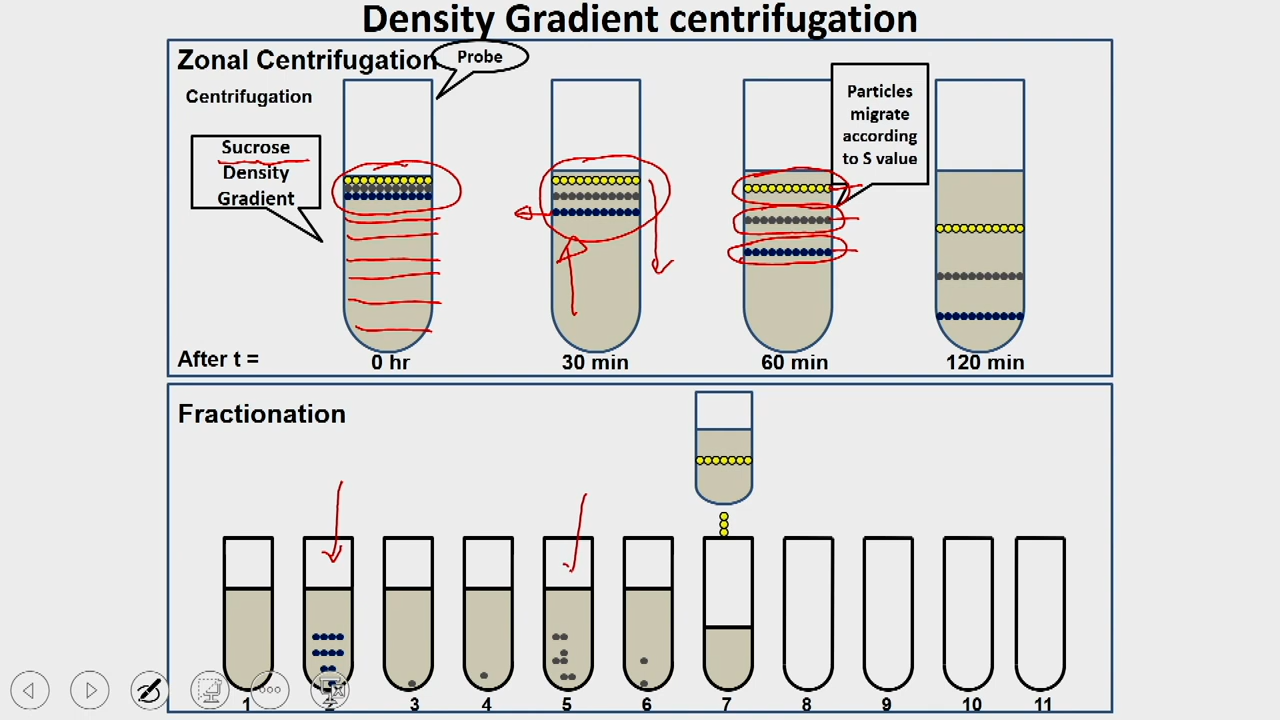 Density Gradient centrifugation
Zonal Centrifugation
Probe
Centrifugation
Sucrose
Density
Gradient
Particles
migrate
according
to S value
After t =
0 hr
30 min
60 min
120 min
Fractionation
1
2
3
4
5
6
7
8
9
10
11